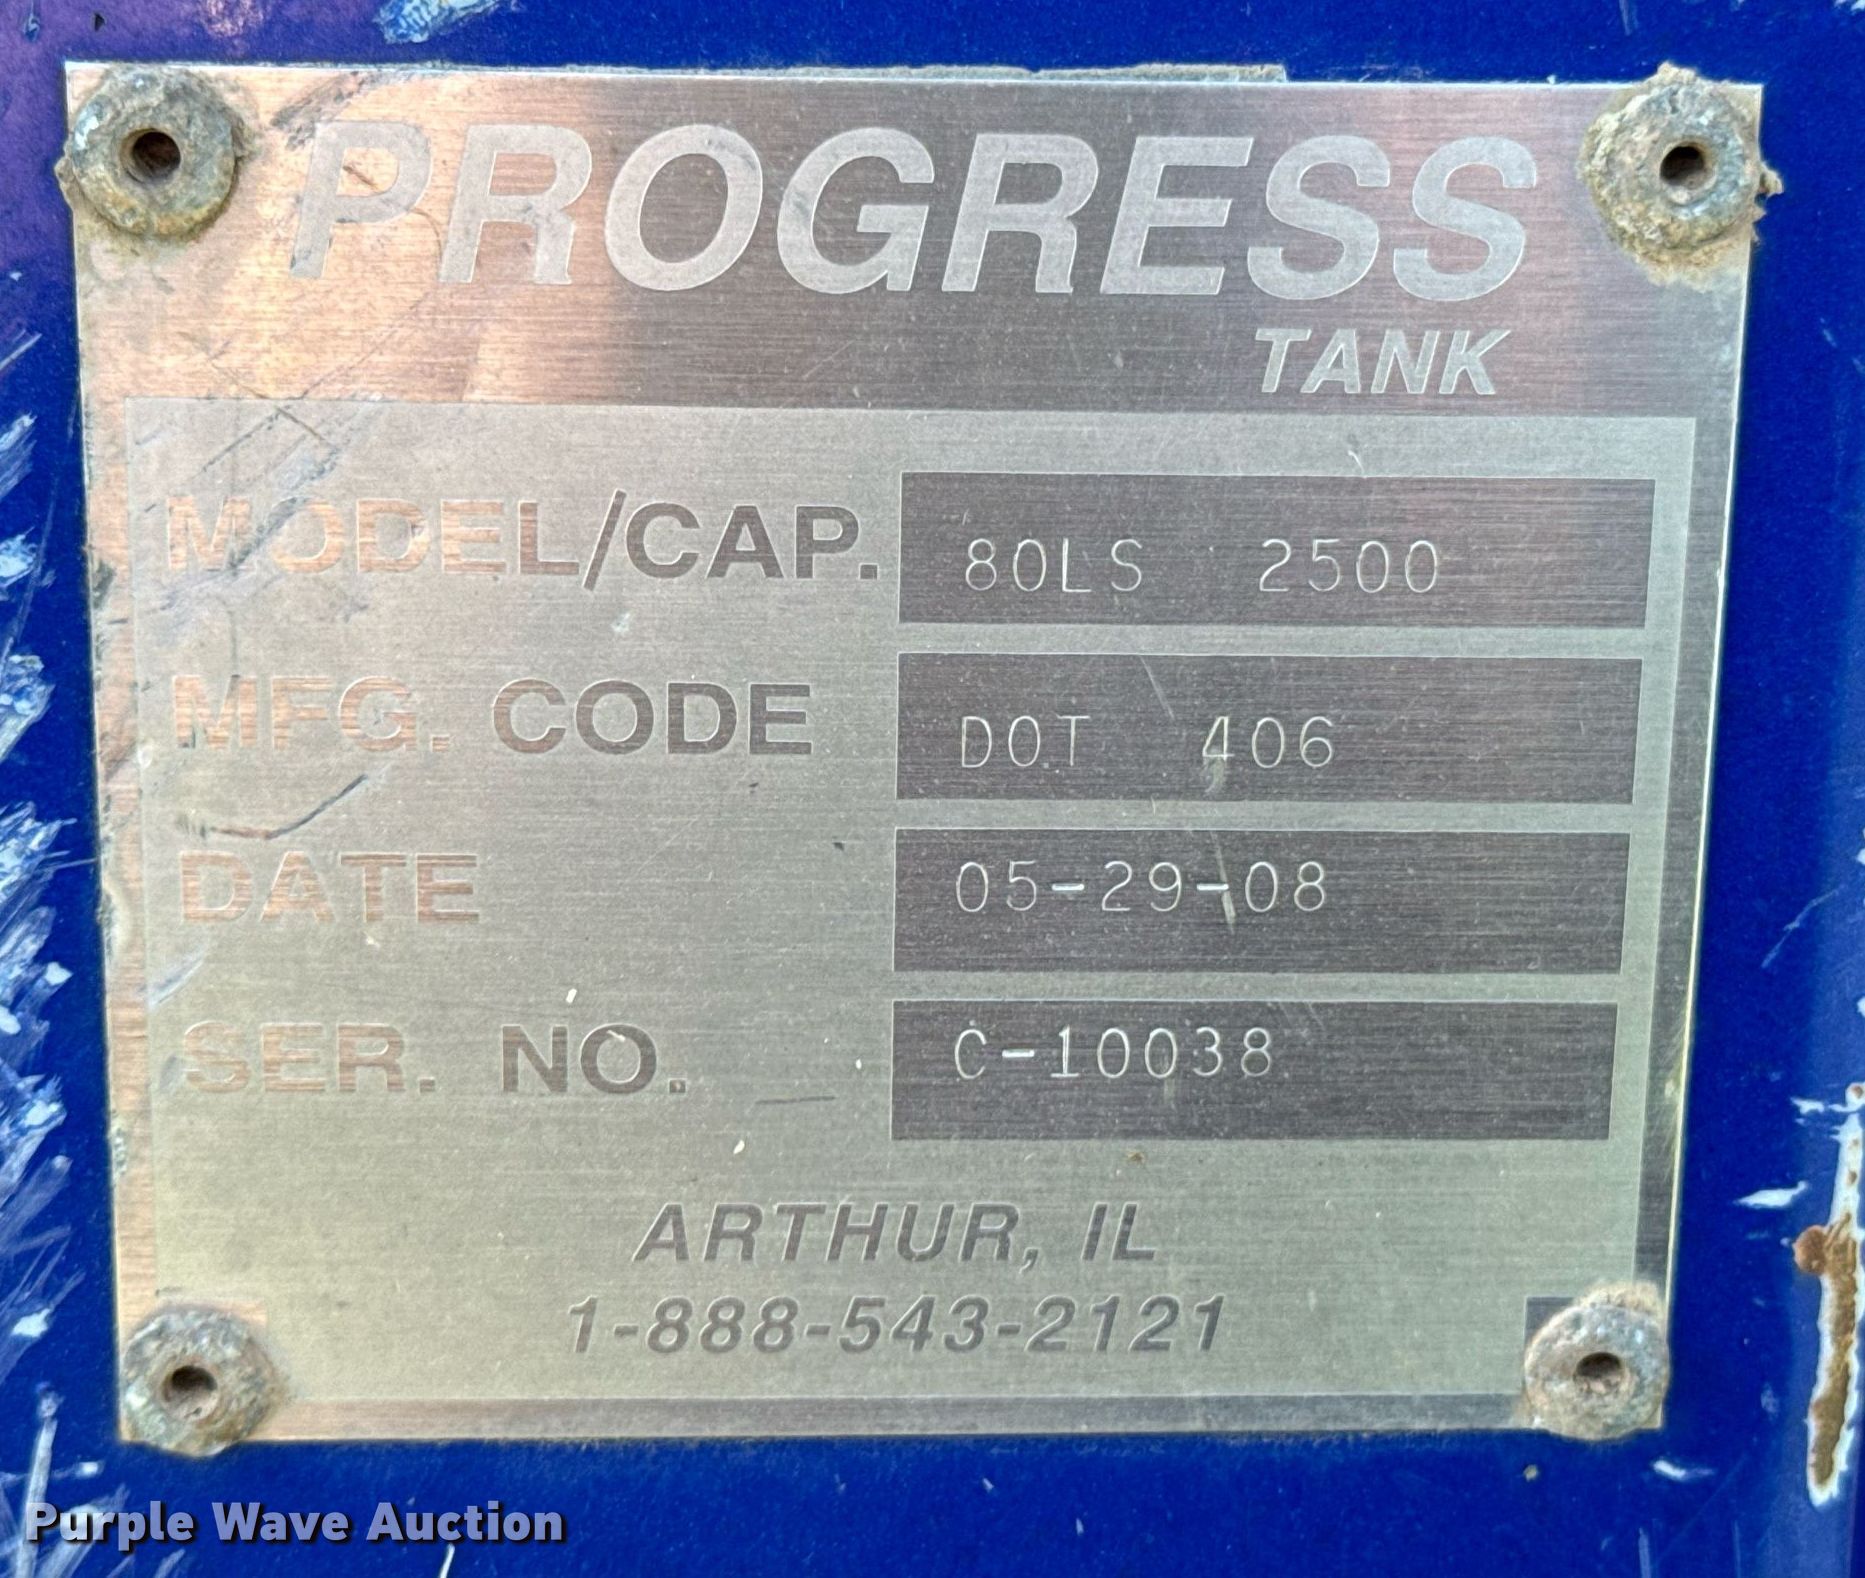 PROGRESS
TANK
MODEL/CAP. 80LS 2500
MFG. CODE DOT 406
DATE 05-29-08
SER. NO. C-10038
ARTHUR, IL
1-888-543-2121
Purple Wave Auction